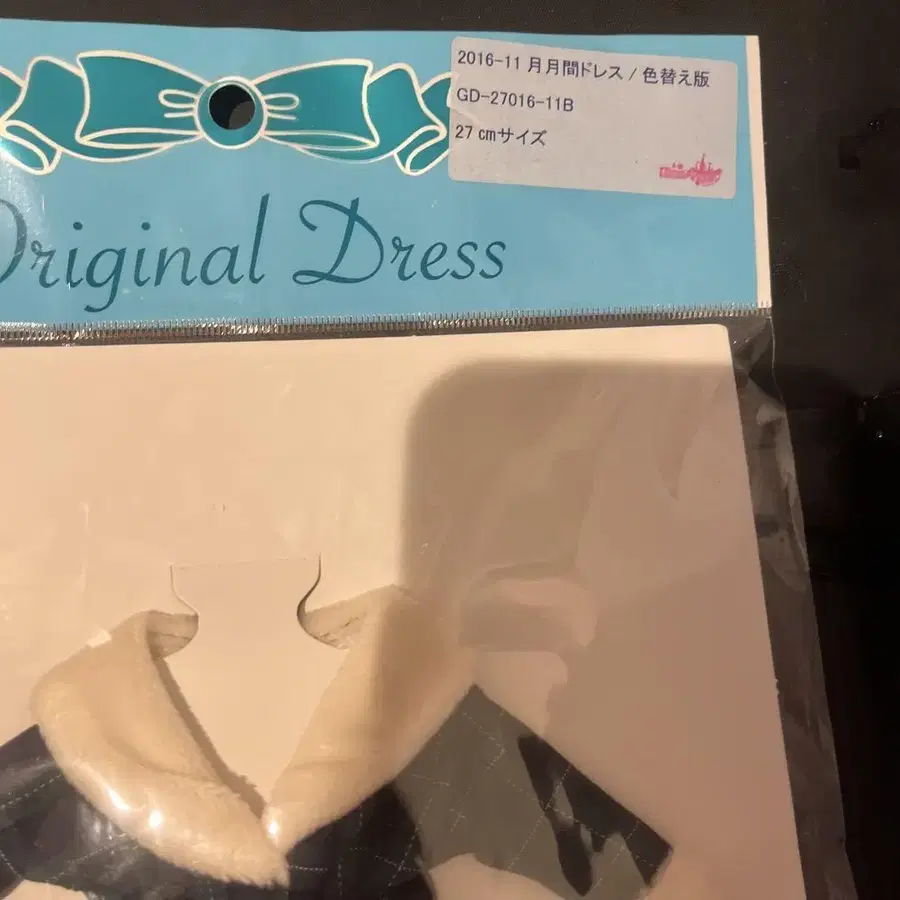 2016-11 月月間ドレス / 色替え版
GD-27016-11B
27 cmサイズ
Original Dress